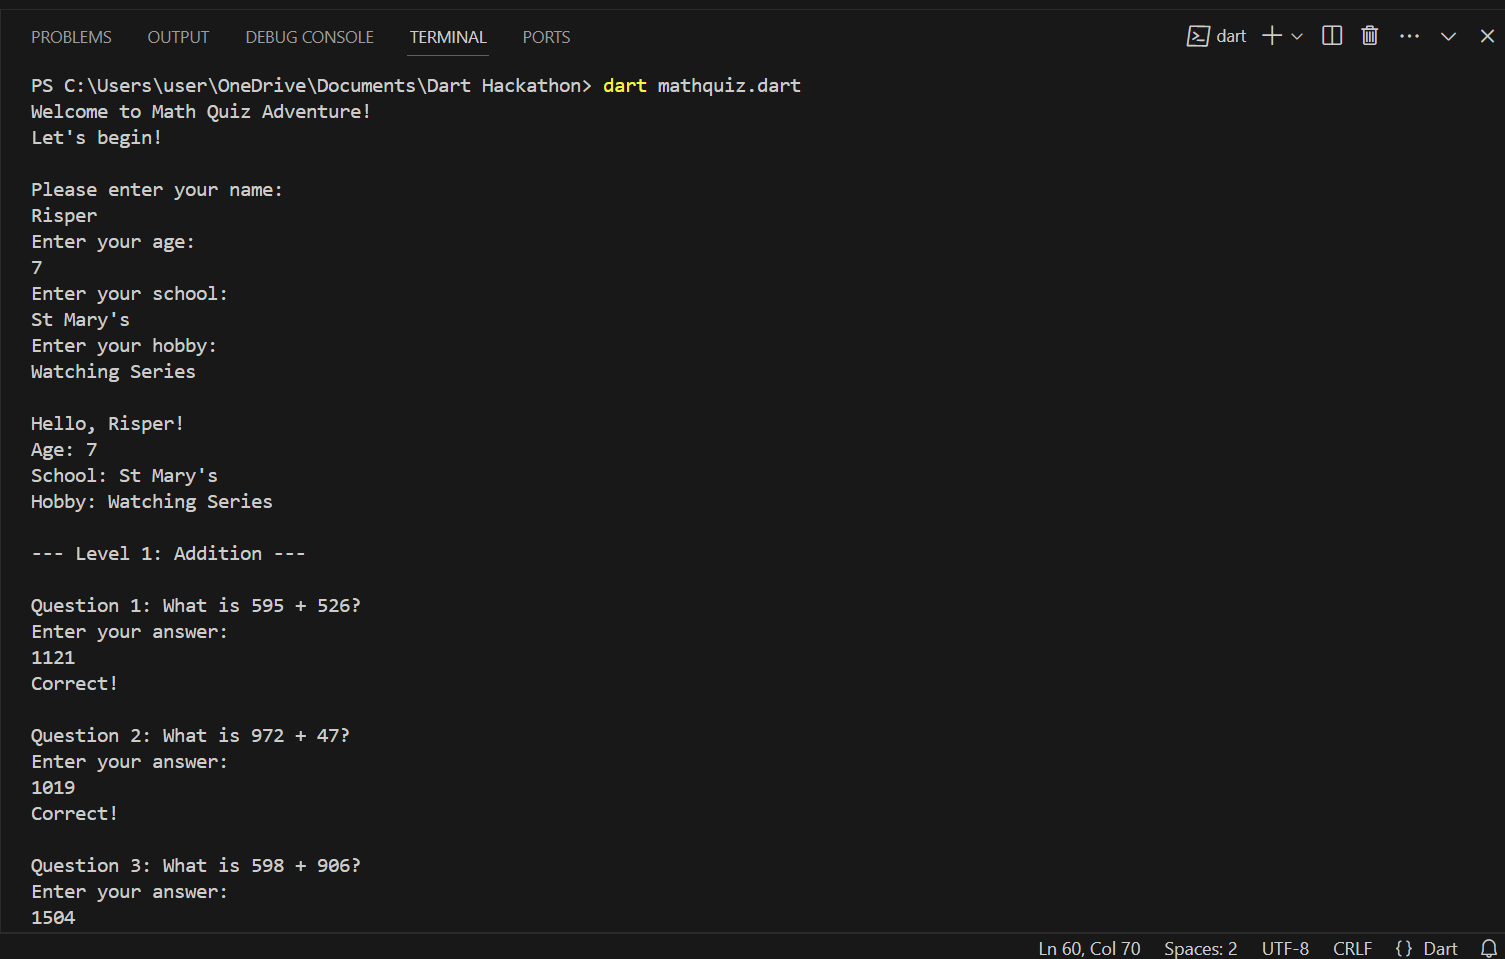 PROBLEMS OUTPUT DEBUG CONSOLE TERMINAL PORTS dart
PS C:\Users\user\OneDrive\Documents\Dart Hackathon> dart mathquiz.dart
Welcome to Math Quiz Adventure!
Let's begin!
Please enter your name:
Risper
Enter your age:
7
Enter your school:
St Mary's
Enter your hobby:
Watching Series
Hello, Risper!
Age: 7
School: St Mary's
Hobby: Watching Series
--- Level 1: Addition ---
Question 1: What is 595 + 526?
Enter your answer:
1121
Correct!
Question 2: What is 972 + 47?
Enter your answer:
1019
Correct!
Question 3: What is 598 + 906?
Enter your answer:
1504
Ln 60, Col 70 Spaces: 2 UTF-8 CRLF {} Dart